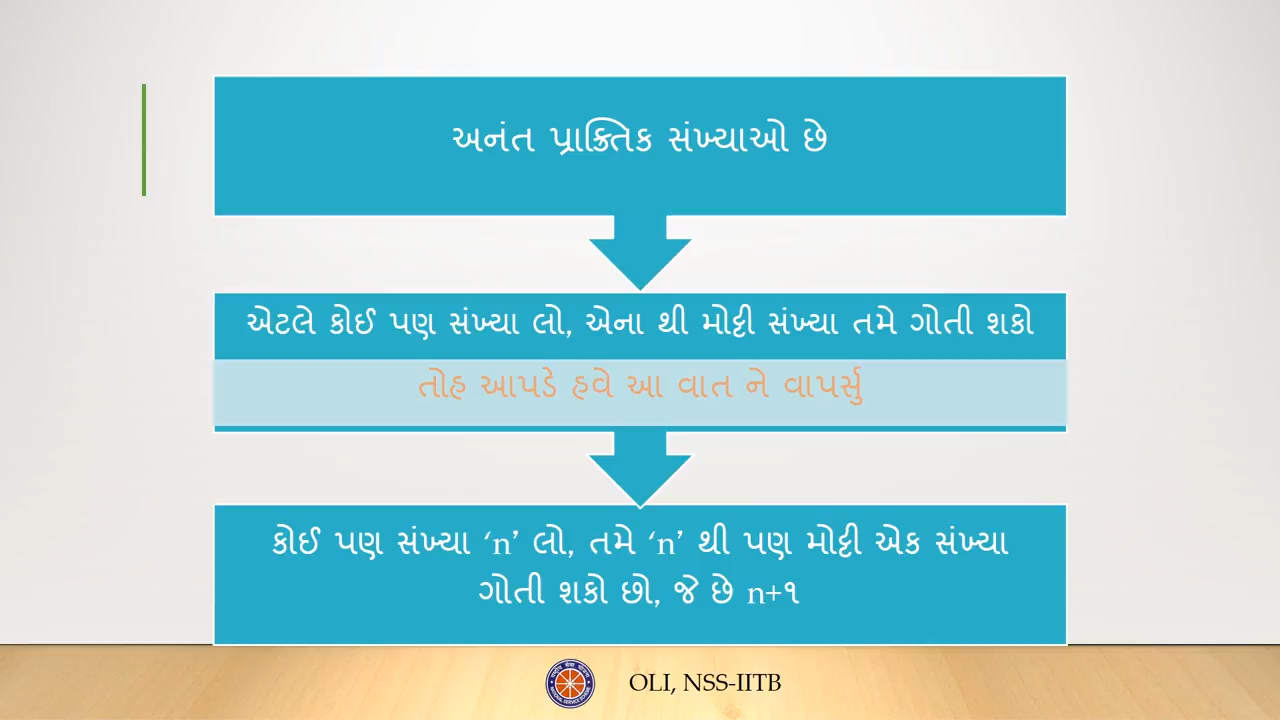 અનંત પ્રાક્રિતિક સંખ્યાઓ છે
એટલે કોઈ પણ સંખ્યા લો, એના થી મોટ્ટી સંખ્યા તમે ગોતી શકો
તોહ આપડે હવે આ વાત ને વાપર્સુ
કોઈ પણ સંખ્યા ‘n’ લો, તમે ‘n’ થી પણ મોટ્ટી એક સંખ્યા
ગોતી શકો છો, જે છે n+૧
OLI, NSS-IITB